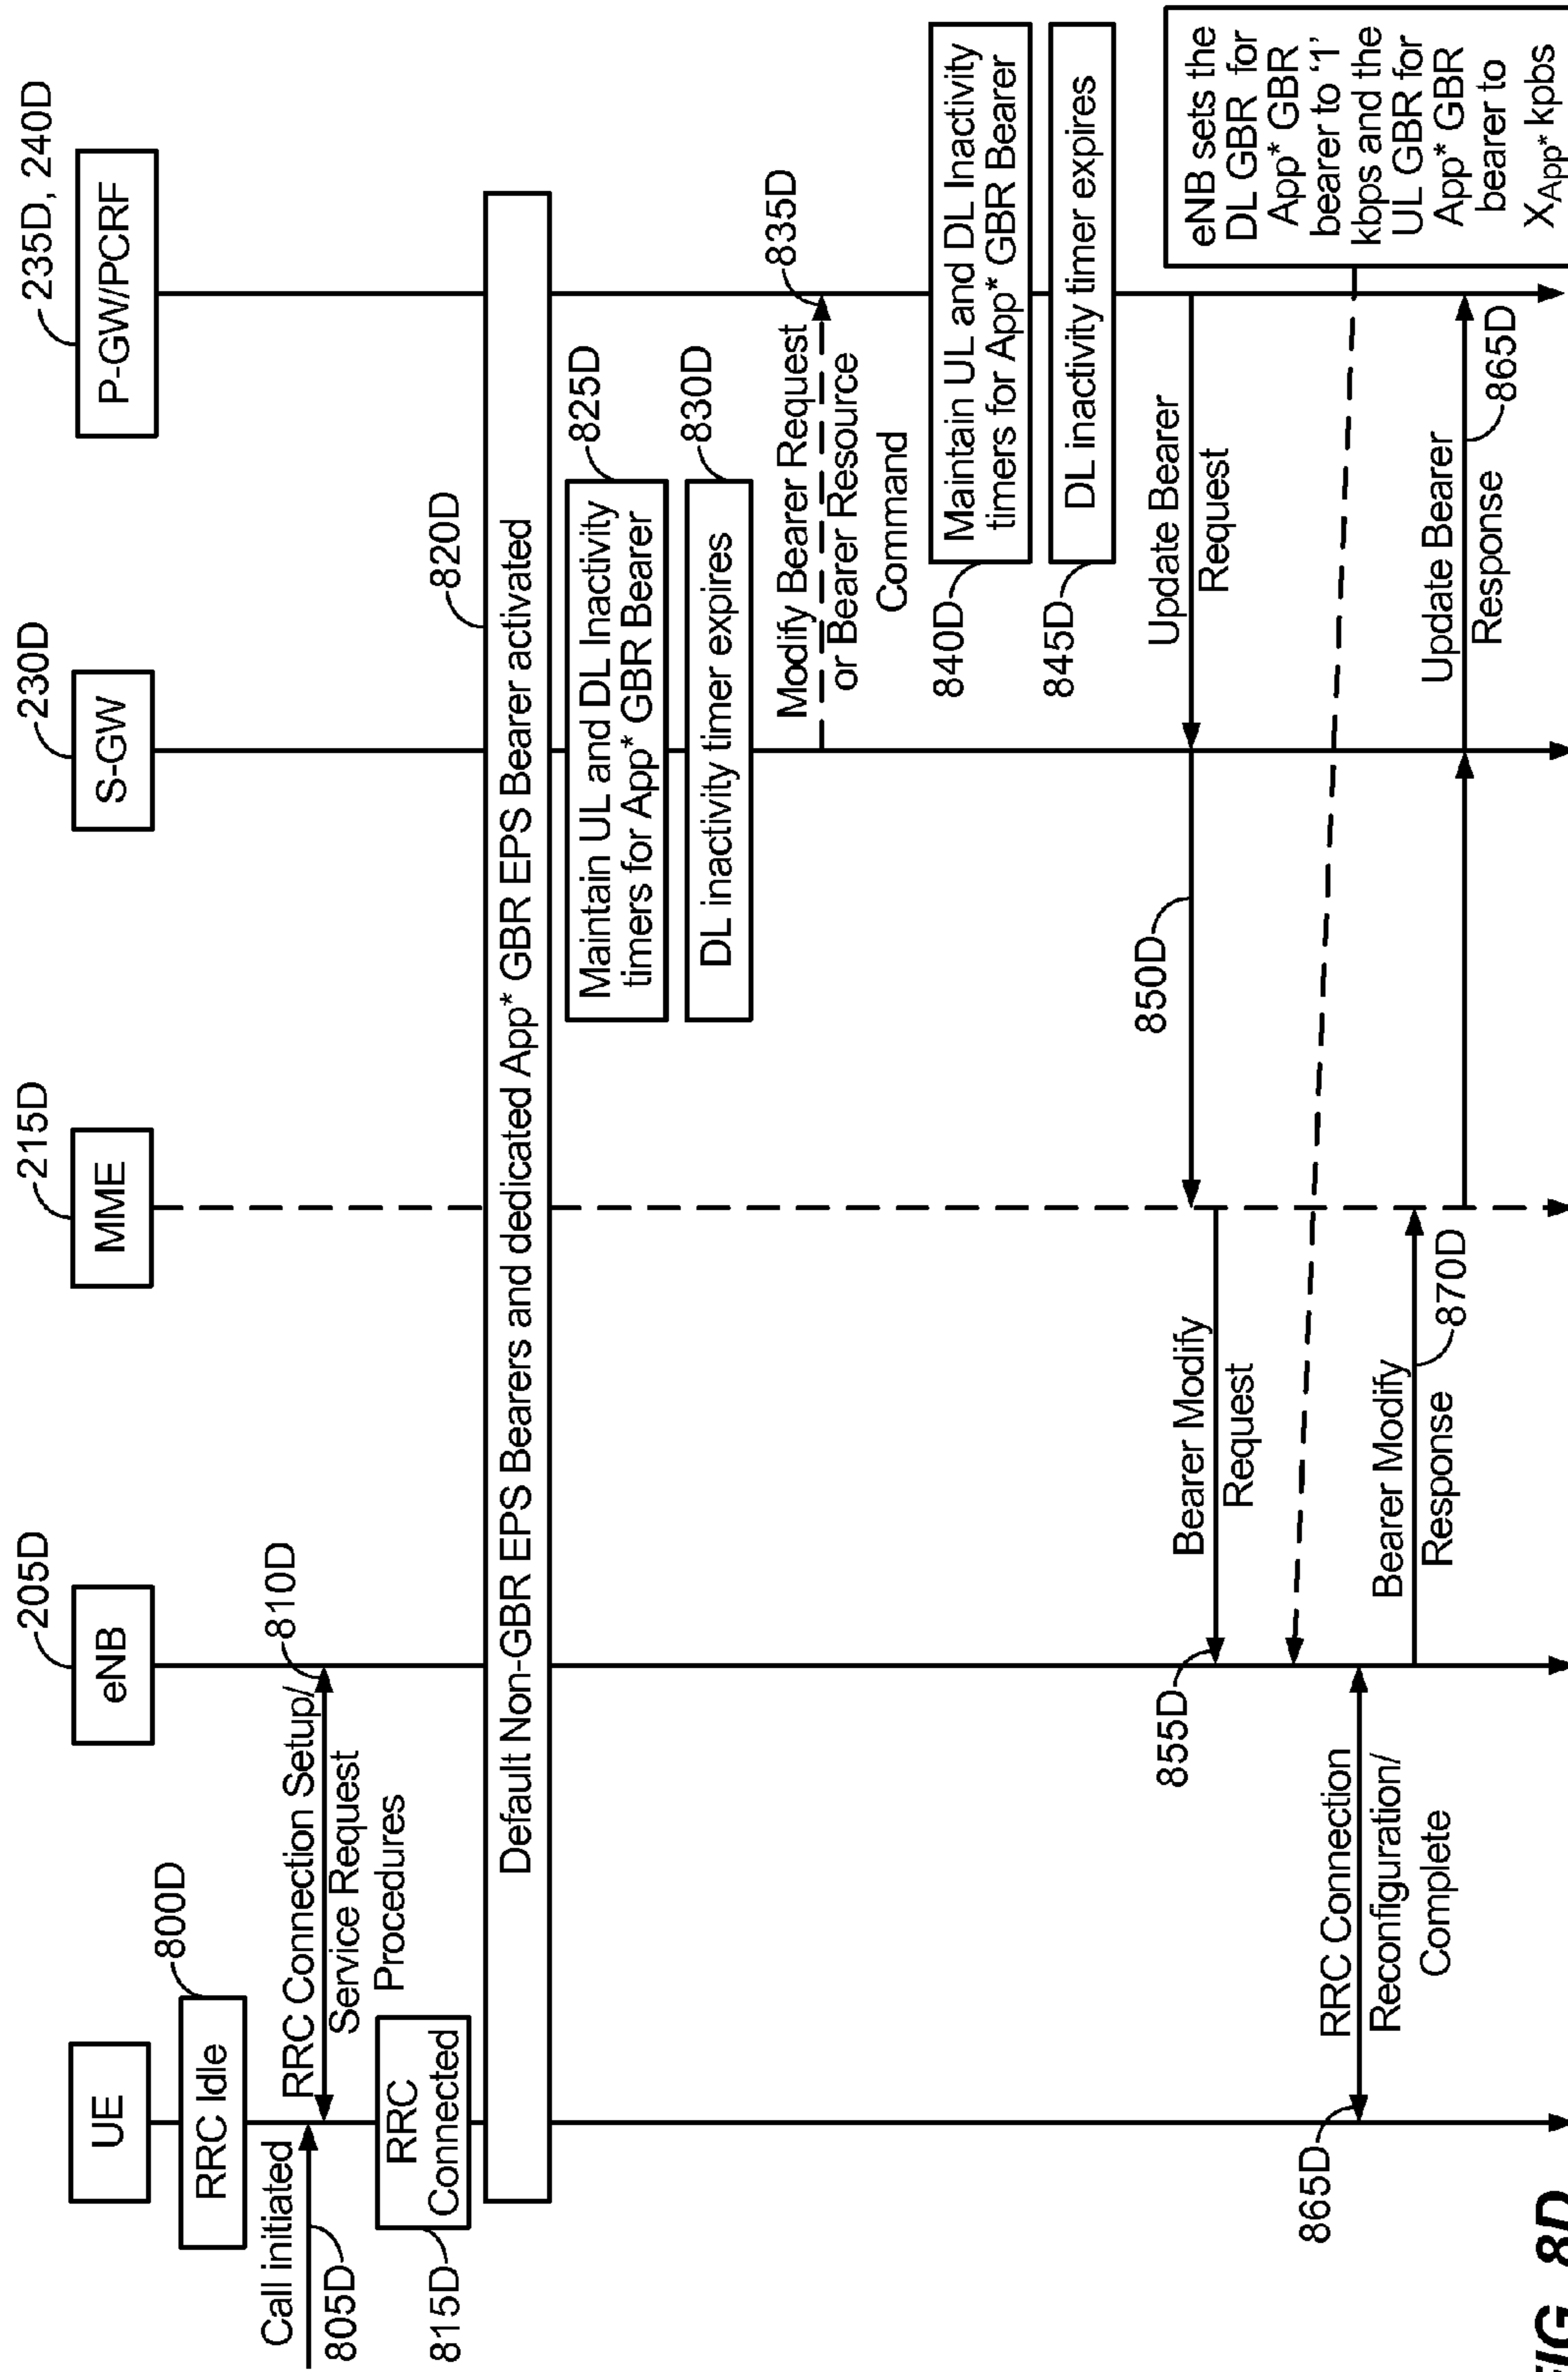 UE
eNB
205D
MME
215D
S-GW
230D
P-GW/PCRF
235D, 240D
RRC Idle
800D
Call initiated
805D
RRC Connection Setup/
Service Request
Procedures
810D
RRC
Connected
815D
820D
Default Non-GBR EPS Bearers and dedicated App* GBR EPS Bearer activated
Maintain UL and DL Inactivity
timers for App* GBR Bearer
825D
DL inactivity timer expires
830D
Modify Bearer Request
or Bearer Resource
Command
835D
Maintain UL and DL Inactivity
timers for App* GBR Bearer
840D
DL inactivity timer expires
845D
Update Bearer
Request
850D
Bearer Modify
Request
855D
eNB sets the
DL GBR for
App* GBR
bearer to '1'
kbps and the
UL GBR for
App* GBR
bearer to
XApp* kpbs
RRC Connection
Reconfiguration/
Complete
865D
Bearer Modify
Response
870D
Update Bearer
Response
865D
FIG. 8D